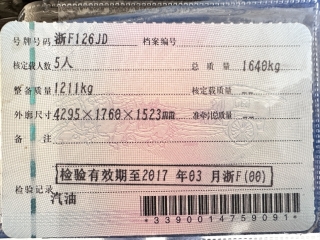 号牌号码 浙F126JD 档案编号
核定载人数 5人 总质量 1640kg
整备质量 1211kg 核定载质量 --
外廓尺寸 4295×1760×1523mm 准牵引总质量 --
备注
检验有效期至2017年03月浙F(00)
检验记录
汽油
*3390014759091*